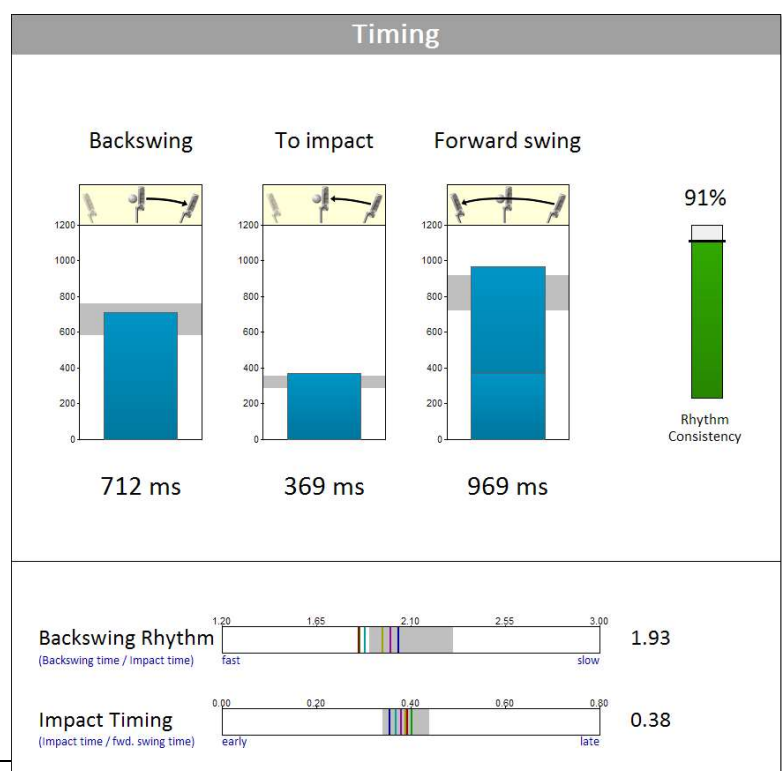 Timing
Backswing To impact Forward swing
91%
1200 1200 1200
1000 1000 1000
800 800 800
600 600 600
400 400 400
200 200 200
0 0 0
Rhythm
Consistency
712 ms 369 ms 969 ms
1.20 1.65 2.10 2.55 3.00
Backswing Rhythm 1.93
(Backswing time / Impact time) fast slow
0.00 0.20 0.40 0.60 0.80
Impact Timing 0.38
(Impact time / fwd. swing time) early late